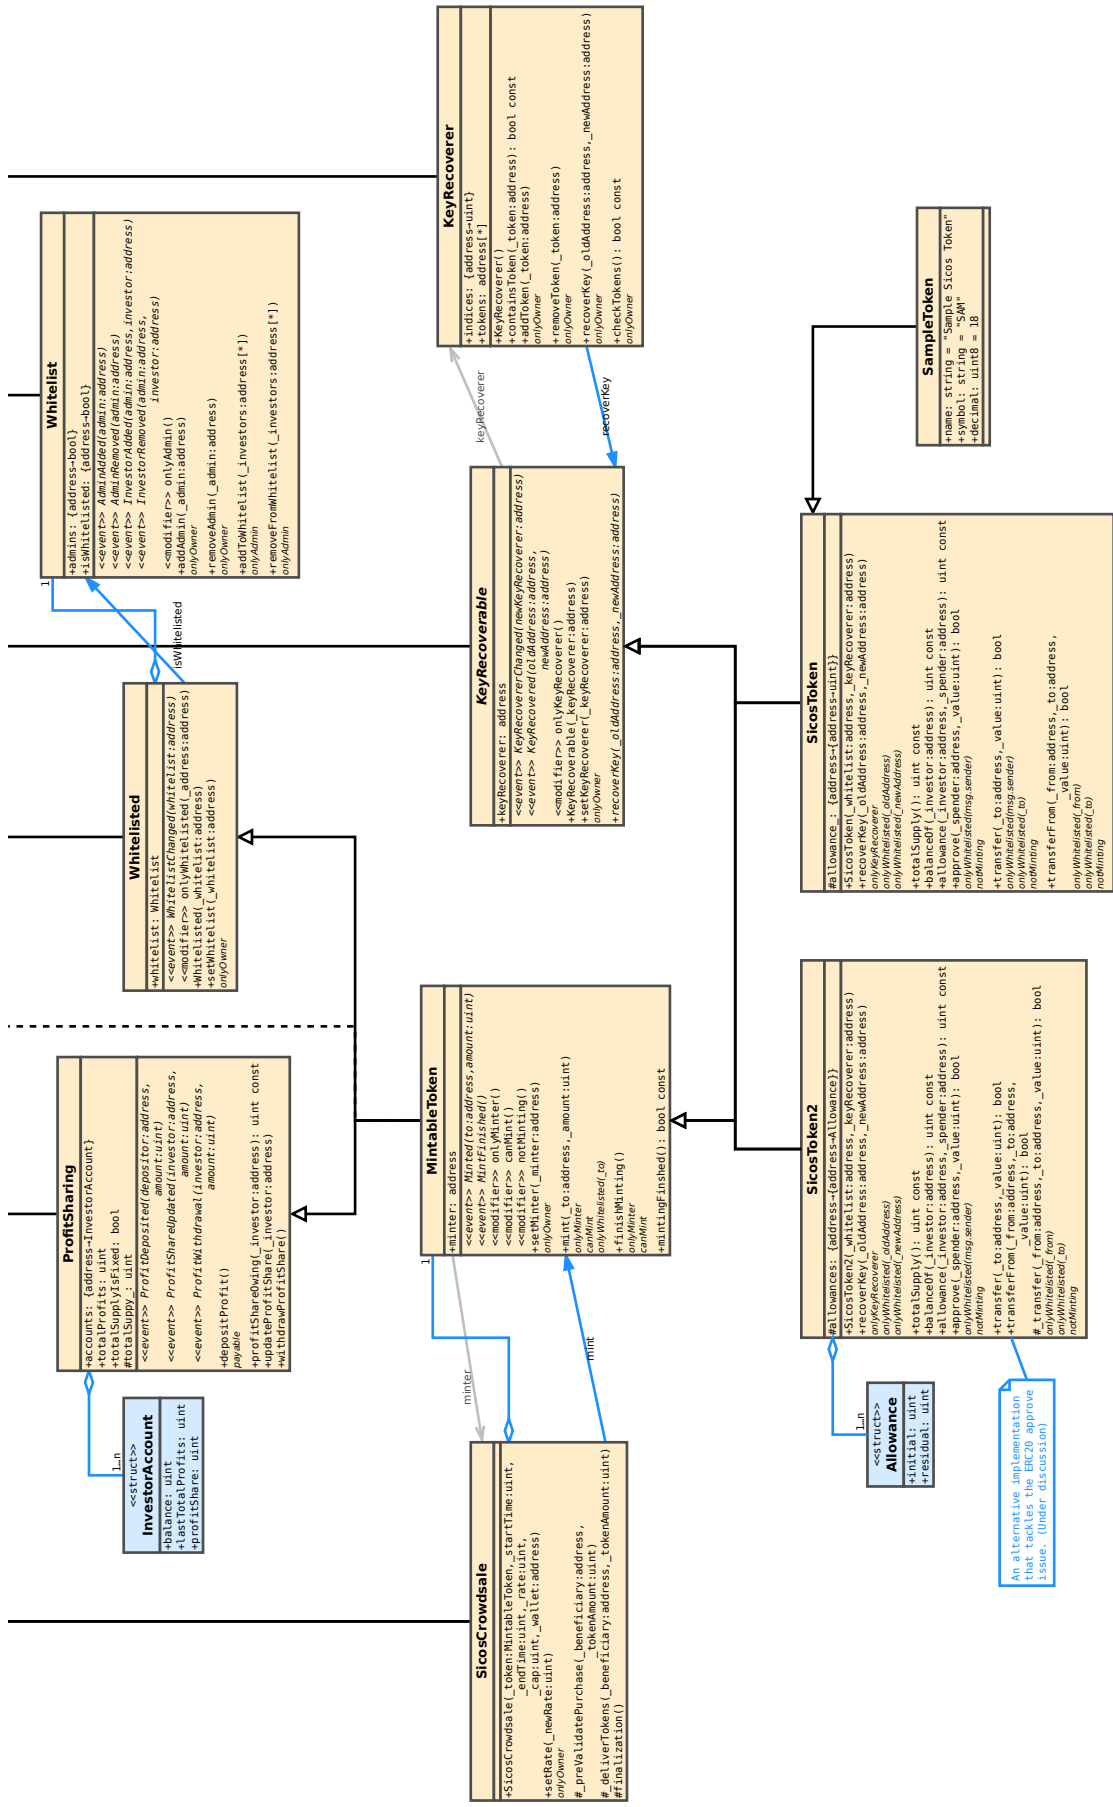 InvestorAccount
<<struct>>
+balance: uint
+lastTotalProfits: uint
+profitShare: uint
1…n
ProfitSharing
+accounts: {address→InvestorAccount}
+totalProfits: uint
+totalSupplyIsFixed: bool
#totalSuppy_: uint
<<event>> ProfitDeposited(depositor:address,
amount:uint)
<<event>> ProfitShareUpdated(investor:address,
amount:uint)
<<event>> ProfitWithdrawal(investor:address,
amount:uint)
+depositProfit()
payable
+profitShareOwing(_investor:address): uint const
+updateProfitShare(_investor:address)
+withdrawProfitShare()
Whitelisted
+whitelist: Whitelist
<<event>> WhitelistChanged(whitelist:address)
<<modifier>> onlyWhitelisted(_address:address)
+Whitelisted(_whitelist:address)
+setWhitelist(_whitelist:address)
onlyOwner
isWhitelisted
1
Whitelist
+admins: {address→bool}
+isWhitelisted: {address→bool}
<<event>> AdminAdded(admin:address)
<<event>> AdminRemoved(admin:address)
<<event>> InvestorAdded(admin:address,investor:address)
<<event>> InvestorRemoved(admin:address,
investor:address)
<<modifier>> onlyAdmin()
+addAdmin(_admin:address)
onlyOwner
+removeAdmin(_admin:address)
onlyOwner
+addToWhitelist(_investors:address[*])
onlyAdmin
+removeFromWhitelist(_investors:address[*])
onlyAdmin
SicosCrowdsale
+SicosCrowdsale(_token:MintableToken,_startTime:uint,
_endTime:uint,_rate:uint,
_cap:uint,_wallet:address)
+setRate(_newRate:uint)
onlyOwner
#_preValidatePurchase(_beneficiary:address,
_tokenAmount:uint)
#_deliverTokens(_beneficiary:address,_tokenAmount:uint)
#finalization()
minter
mint
1
MintableToken
+minter: address
<<event>> Minted(to:address,amount:uint)
<<event>> MintFinished()
<<modifier>> onlyMinter()
<<modifier>> canMint()
<<modifier>> notMinting()
+setMinter(_minter:address)
onlyOwner
+mint(_to:address,_amount:uint)
onlyMinter
canMint
onlyWhitelisted(_to)
+finishMinting()
onlyMinter
canMint
+mintingFinshed(): bool const
KeyRecoverable
+keyRecoverer: address
<<event>> KeyRecovererChanged(newKeyRecoverer:address)
<<event>> KeyRecovered(oldAddress:address,
newAddress:address)
<<modifier>> onlyKeyRecoverer()
+KeyRecoverable(_keyRecoverer:address)
+setKeyRecoverer(_keyRecoverer:address)
onlyOwner
+recoverKey(_oldAddress:address,_newAddress:address)
keyRecoverer
recoverKey
KeyRecoverer
+indices: {address→uint}
+tokens: address[*]
+KeyRecoverer()
+containsToken(_token:address): bool const
+addToken(_token:address)
onlyOwner
+removeToken(_token:address)
onlyOwner
+recoverKey(_oldAddress:address,_newAddress:address)
onlyOwner
+checkTokens(): bool const
onlyOwner
<<struct>>
Allowance
+initial: uint
+residual: uint
1…n
An alternative implementation
that tackles the ERC20 approve
issue. (Under discussion)
SicosToken2
#allowances: {address→{address→Allowance}}
+SicosToken2(_whitelist:address,_keyRecoverer:address)
+recoverKey(_oldAddress:address,_newAddress:address)
onlyKeyRecoverer
onlyWhitelisted(_oldAddress)
onlyWhitelisted(_newAddress)
+totalSupply(): uint const
+balanceOf(_investor:address): uint const
+allowance(_investor:address,_spender:address): uint const
+approve(_spender:address,_value:uint): bool
onlyWhitelisted(msg.sender)
notMinting
+transfer(_to:address,_value:uint): bool
+transferFrom(_from:address,_to:address,
_value:uint): bool
#_transfer(_from:address,_to:address,_value:uint): bool
onlyWhitelisted(_from)
onlyWhitelisted(_to)
notMinting
SicosToken
#allowance_: {address→{address→uint}}
+SicosToken(_whitelist:address,_keyRecoverer:address)
+recoverKey(_oldAddress:address,_newAddress:address)
onlyKeyRecoverer
onlyWhitelisted(_oldAddress)
onlyWhitelisted(_newAddress)
+totalSupply(): uint const
+balanceOf(_investor:address): uint const
+allowance(_investor:address,_spender:address): uint const
+approve(_spender:address,_value:uint): bool
onlyWhitelisted(msg.sender)
notMinting
+transfer(_to:address,_value:uint): bool
onlyWhitelisted(msg.sender)
onlyWhitelisted(_to)
notMinting
+transferFrom(_from:address,_to:address,
_value:uint): bool
onlyWhitelisted(_from)
onlyWhitelisted(_to)
notMinting
SampleToken
+name: string = "Sample Sicos Token"
+symbol: string = "SAM"
+decimal: uint8 = 18